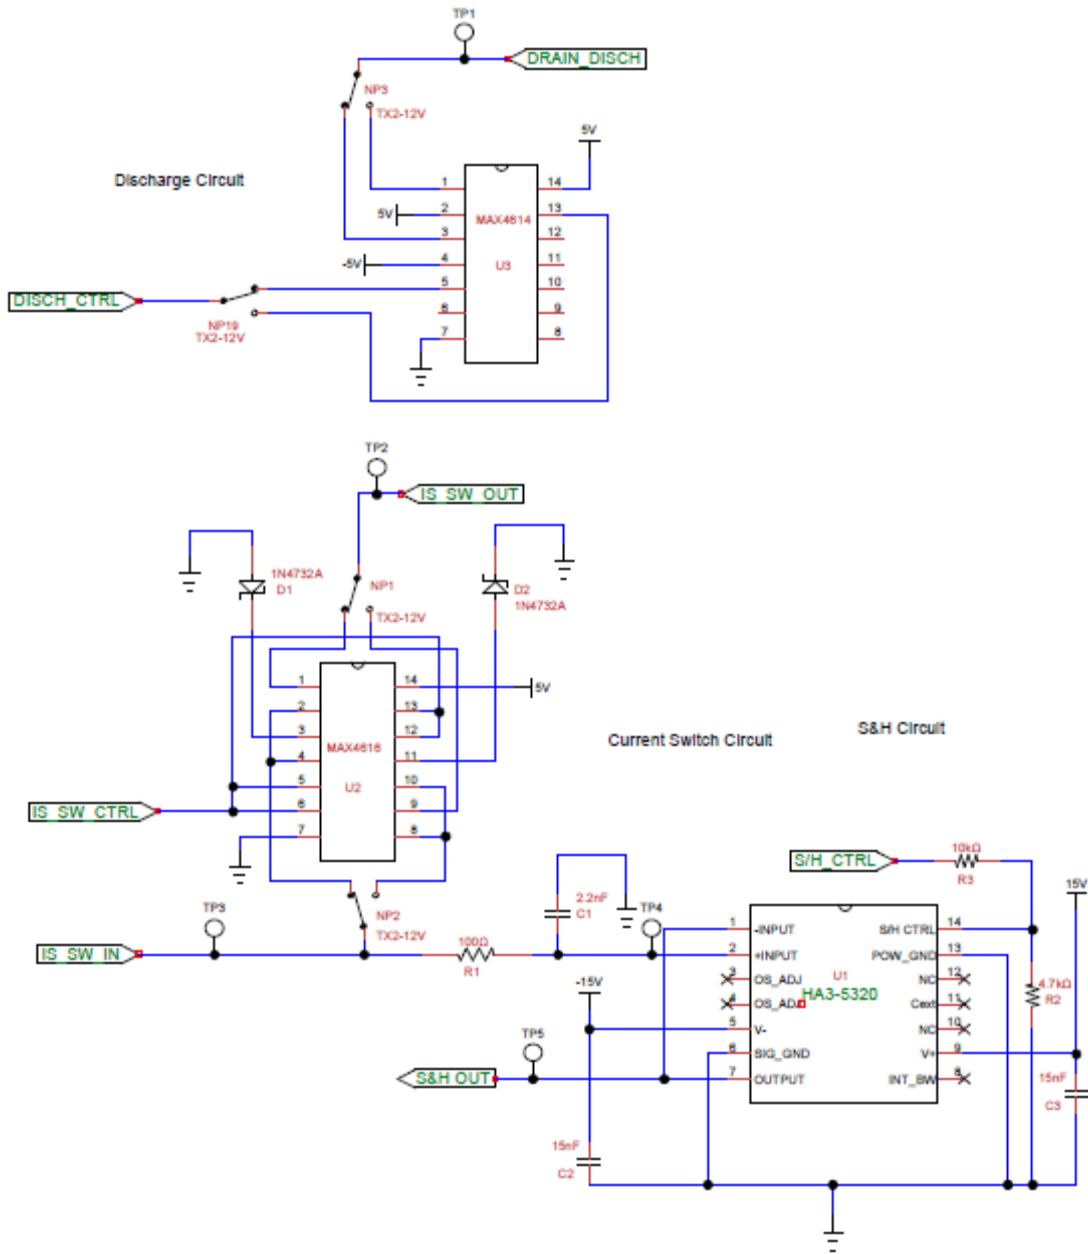 TP1
DRAIN_DISCH
NP3
TX2-12V
5V
Discharge Circuit
1
14
5V
2
MAX4614
13
3
12
-5V
4
U3
11
DISCH_CTRL
5
10
6
9
NP19
TX2-12V
7
8
TP2
IS_SW_OUT
1N4732A
D1
NP1
D2
1N4732A
TX2-12V
1
14
5V
2
13
3
12
MAX4616
4
11
Current Switch Circuit
S&H Circuit
5
U2
10
IS_SW_CTRL
6
9
7
8
10kΩ
S/H_CTRL
R3
15V
2.2nF
C1
TP3
NP2
TX2-12V
TP4
100Ω
IS_SW_IN
R1
1
-INPUT
S/H CTRL
14
2
+INPUT
POW_GND
13
3
OS_ADJ
U1
NC
12
4.7kΩ
R2
HA3-5320
4
OS_ADJ
Cext
11
-15V
5
V-
NC
10
TP5
6
SIG_GND
V+
9
S&H OUT
7
OUTPUT
INT_BW
8
15nF
C3
15nF
C2